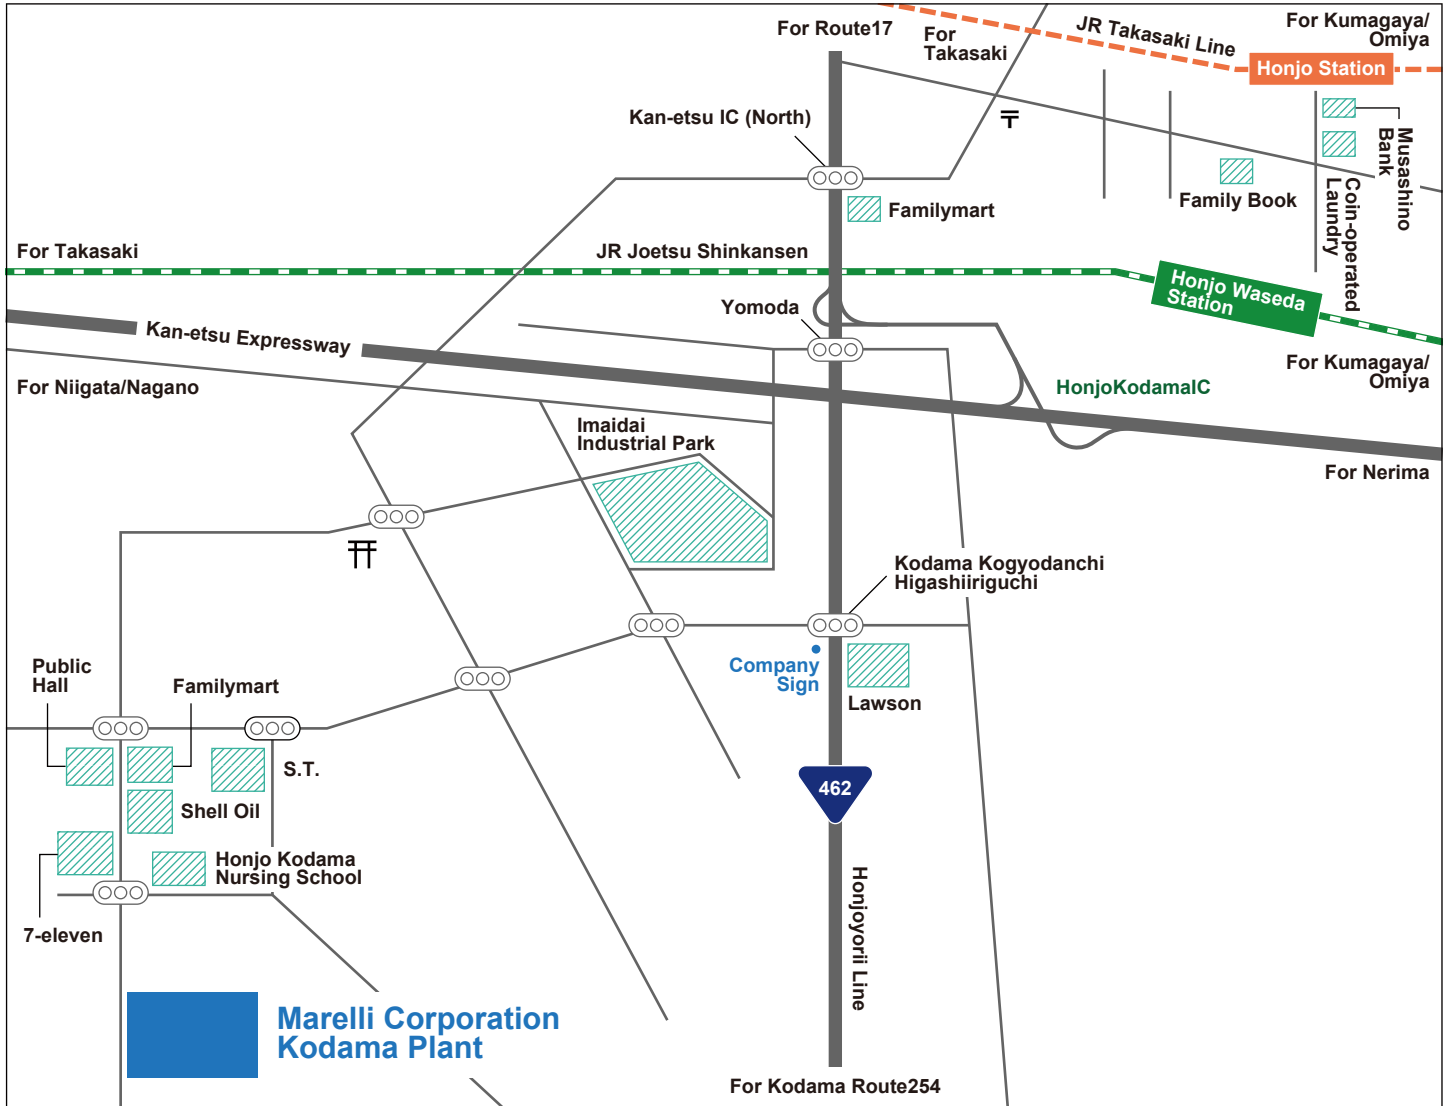 For Route17
For
Takasaki
JR Takasaki Line
For Kumagaya/
Omiya
Honjo Station
Kan-etsu IC (North)
〒
Musashino
Bank
Coin-operated
Laundry
Family Book
Familymart
For Takasaki
JR Joetsu Shinkansen
Honjo Waseda
Station
Yomoda
Kan-etsu Expressway
For Kumagaya/
Omiya
For Niigata/Nagano
HonjoKodamaIC
Imaidai
Industrial Park
For Nerima
Kodama Kogyodanchi
Higashiiriguchi
Company
Sign
Lawson
Public
Hall
Familymart
S.T.
462
Shell Oil
Honjo Kodama
Nursing School
7-eleven
Honjoyorii Line
Marelli Corporation
Kodama Plant
For Kodama Route254